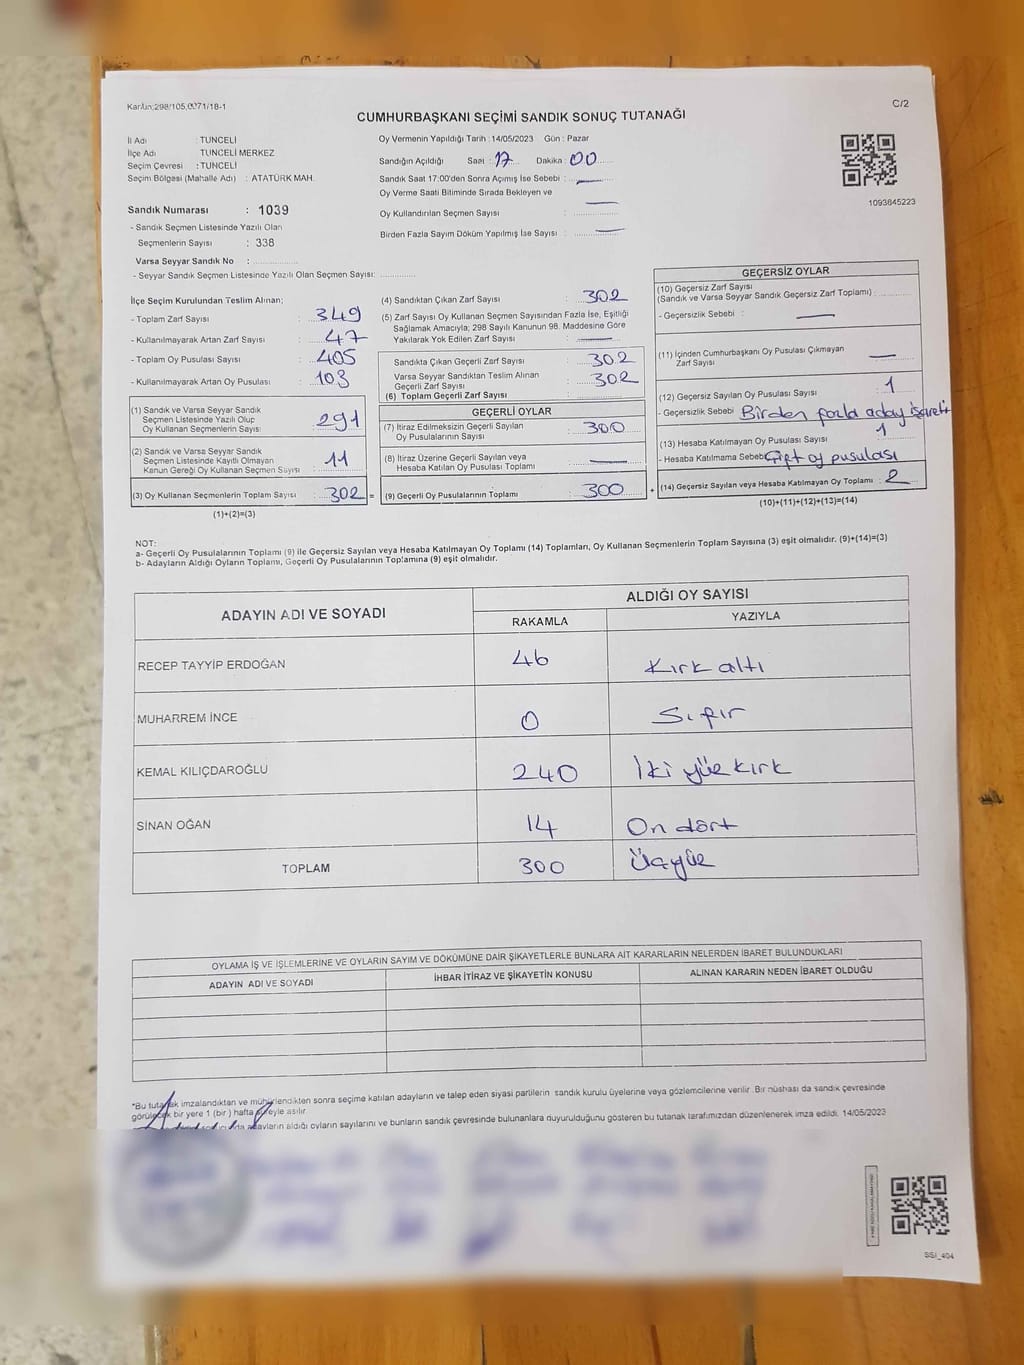 Karar:298/105,0071/18-1
C/2
CUMHURBAŞKANI SEÇİMİ SANDIK SONUÇ TUTANAĞI
İl Adı : TUNCELİ
İlçe Adı : TUNCELİ MERKEZ
Seçim Çevresi : TUNCELİ
Seçim Bölgesi (Mahalle Adı) : ATATÜRK MAH.
Sandık Numarası : 1039
- Sandık Seçmen Listesinde Yazılı Olan
Seçmenlerin Sayısı : 338
Varsa Seyyar Sandık No :
- Seyyar Sandık Seçmen Listesinde Yazılı Olan Seçmen Sayısı:
Oy Vermenin Yapıldığı Tarih : 14/05/2023 Gün : Pazar
Sandığın Açıldığı Saat : 17 Dakika : 00
Sandık Saat 17:00'den Sonra Açımış İse Sebebi :
Oy Verme Saati Bitiminde Sırada Bekleyen ve
Oy Kullandırılan Seçmen Sayısı :
Birden Fazla Sayım Döküm Yapılmış İse Sayısı :
1093845223
İlçe Seçim Kurulundan Teslim Alınan;
- Toplam Zarf Sayısı : 349
- Kullanılmayarak Artan Zarf Sayısı : 47
- Toplam Oy Pusulası Sayısı : 405
- Kullanılmayarak Artan Oy Pusulası : 103
(1) Sandık ve Varsa Seyyar Sandık
Seçmen Listesinde Yazılı Olup
Oy Kullanan Seçmenlerin Sayısı : 291
(2) Sandık ve Varsa Seyyar Sandık
Seçmen Listesinde Kayıtlı Olmayan
Kanun Gereği Oy Kullanan Seçmen Sayısı : 11
(3) Oy Kullanan Seçmenlerin Toplam Sayısı : 302 =
(1)+(2)=(3)
(4) Sandıktan Çıkan Zarf Sayısı : 302
(5) Zarf Sayısı Oy Kullanan Seçmen Sayısından Fazla İse, Eşitliği
Sağlamak Amacıyla; 298 Sayılı Kanunun 98. Maddesine Göre
Yakılarak Yok Edilen Zarf Sayısı :
Sandıkta Çıkan Geçerli Zarf Sayısı : 302
Varsa Seyyar Sandıktan Teslim Alınan
Geçerli Zarf Sayısı : 302
(6) Toplam Geçerli Zarf Sayısı :
GEÇERLİ OYLAR
(7) İtiraz Edilmeksizin Geçerli Sayılan
Oy Pusulalarının Sayısı : 300
(8) İtiraz Üzerine Geçerli Sayılan veya
Hesaba Katılan Oy Pusulası Toplamı :
(9) Geçerli Oy Pusulalarının Toplamı : 300 +
GEÇERSİZ OYLAR
(10) Geçersiz Zarf Sayısı
(Sandık ve Varsa Seyyar Sandık Geçersiz Zarf Toplamı) :
- Geçersizlik Sebebi :
(11) İçinden Cumhurbaşkanı Oy Pusulası Çıkmayan
Zarf Sayısı :
(12) Geçersiz Sayılan Oy Pusulası Sayısı : 1
- Geçersizlik Sebebi Birden fazla aday işareti
(13) Hesaba Katılmayan Oy Pusulası Sayısı : 1
- Hesaba Katılmama Sebebi Çift oy pusulası
(14) Geçersiz Sayılan veya Hesaba Katılmayan Oy Toplamı : 2
(10)+(11)+(12)+(13)=(14)
NOT:
a- Geçerli Oy Pusulalarının Toplamı (9) ile Geçersiz Sayılan veya Hesaba Katılmayan Oy Toplamı (14) Toplamları, Oy Kullanan Seçmenlerin Toplam Sayısına (3) eşit olmalıdır. (9)+(14)=(3)
b- Adayların Aldığı Oyların Toplamı, Geçerli Oy Pusulalarının Toplamına (9) eşit olmalıdır.
ADAYIN ADI VE SOYADI
ALDIĞI OY SAYISI
RAKAMLA YAZIYLA
RECEP TAYYİP ERDOĞAN 46 Kırk altı
MUHARREM İNCE 0 Sıfır
KEMAL KILIÇDAROĞLU 240 İki yüz kırk
SİNAN OĞAN 14 On dört
TOPLAM 300 Üçyüz
OYLAMA İŞ VE İŞLEMLERİNE VE OYLARIN SAYIM VE DÖKÜMÜNE DAİR ŞİKAYETLERLE BUNLARA AİT KARARLARIN NELERDEN İBARET BULUNDUKLARI
ADAYIN ADI VE SOYADI İHBAR İTİRAZ VE ŞİKAYETİN KONUSU ALINAN KARARIN NEDEN İBARET OLDUĞU
*Bu tutanak imzalandıktan ve mühürlendikten sonra seçime katılan adayların ve talep eden siyasi partilerin sandık kurulu üyelerine veya gözlemcilerine verilir. Bir nüshası da sandık çevresinde
görülecek bir yere 1 (bir) hafta süreyle asılır.
adayların aldığı oyların sayılarını ve bunların sandık çevresinde bulunanlara duyurulduğunu gösteren bu tutanak tarafımızdan düzenlenerek imza edildi. 14/05/2023
SSİ_404